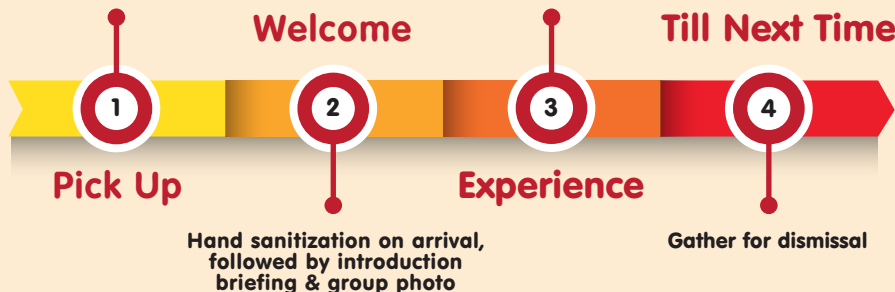 1
Pick Up
Welcome
2
Hand sanitization on arrival,
followed by introduction
briefing & group photo
3
Experience
Till Next Time
4
Gather for dismissal